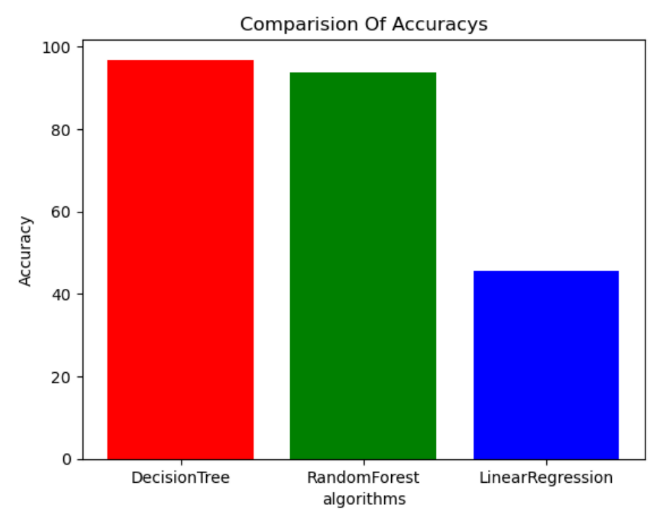 Comparision Of Accuracys
100
80
60
40
20
0
Accuracy
DecisionTree RandomForest LinearRegression
algorithms